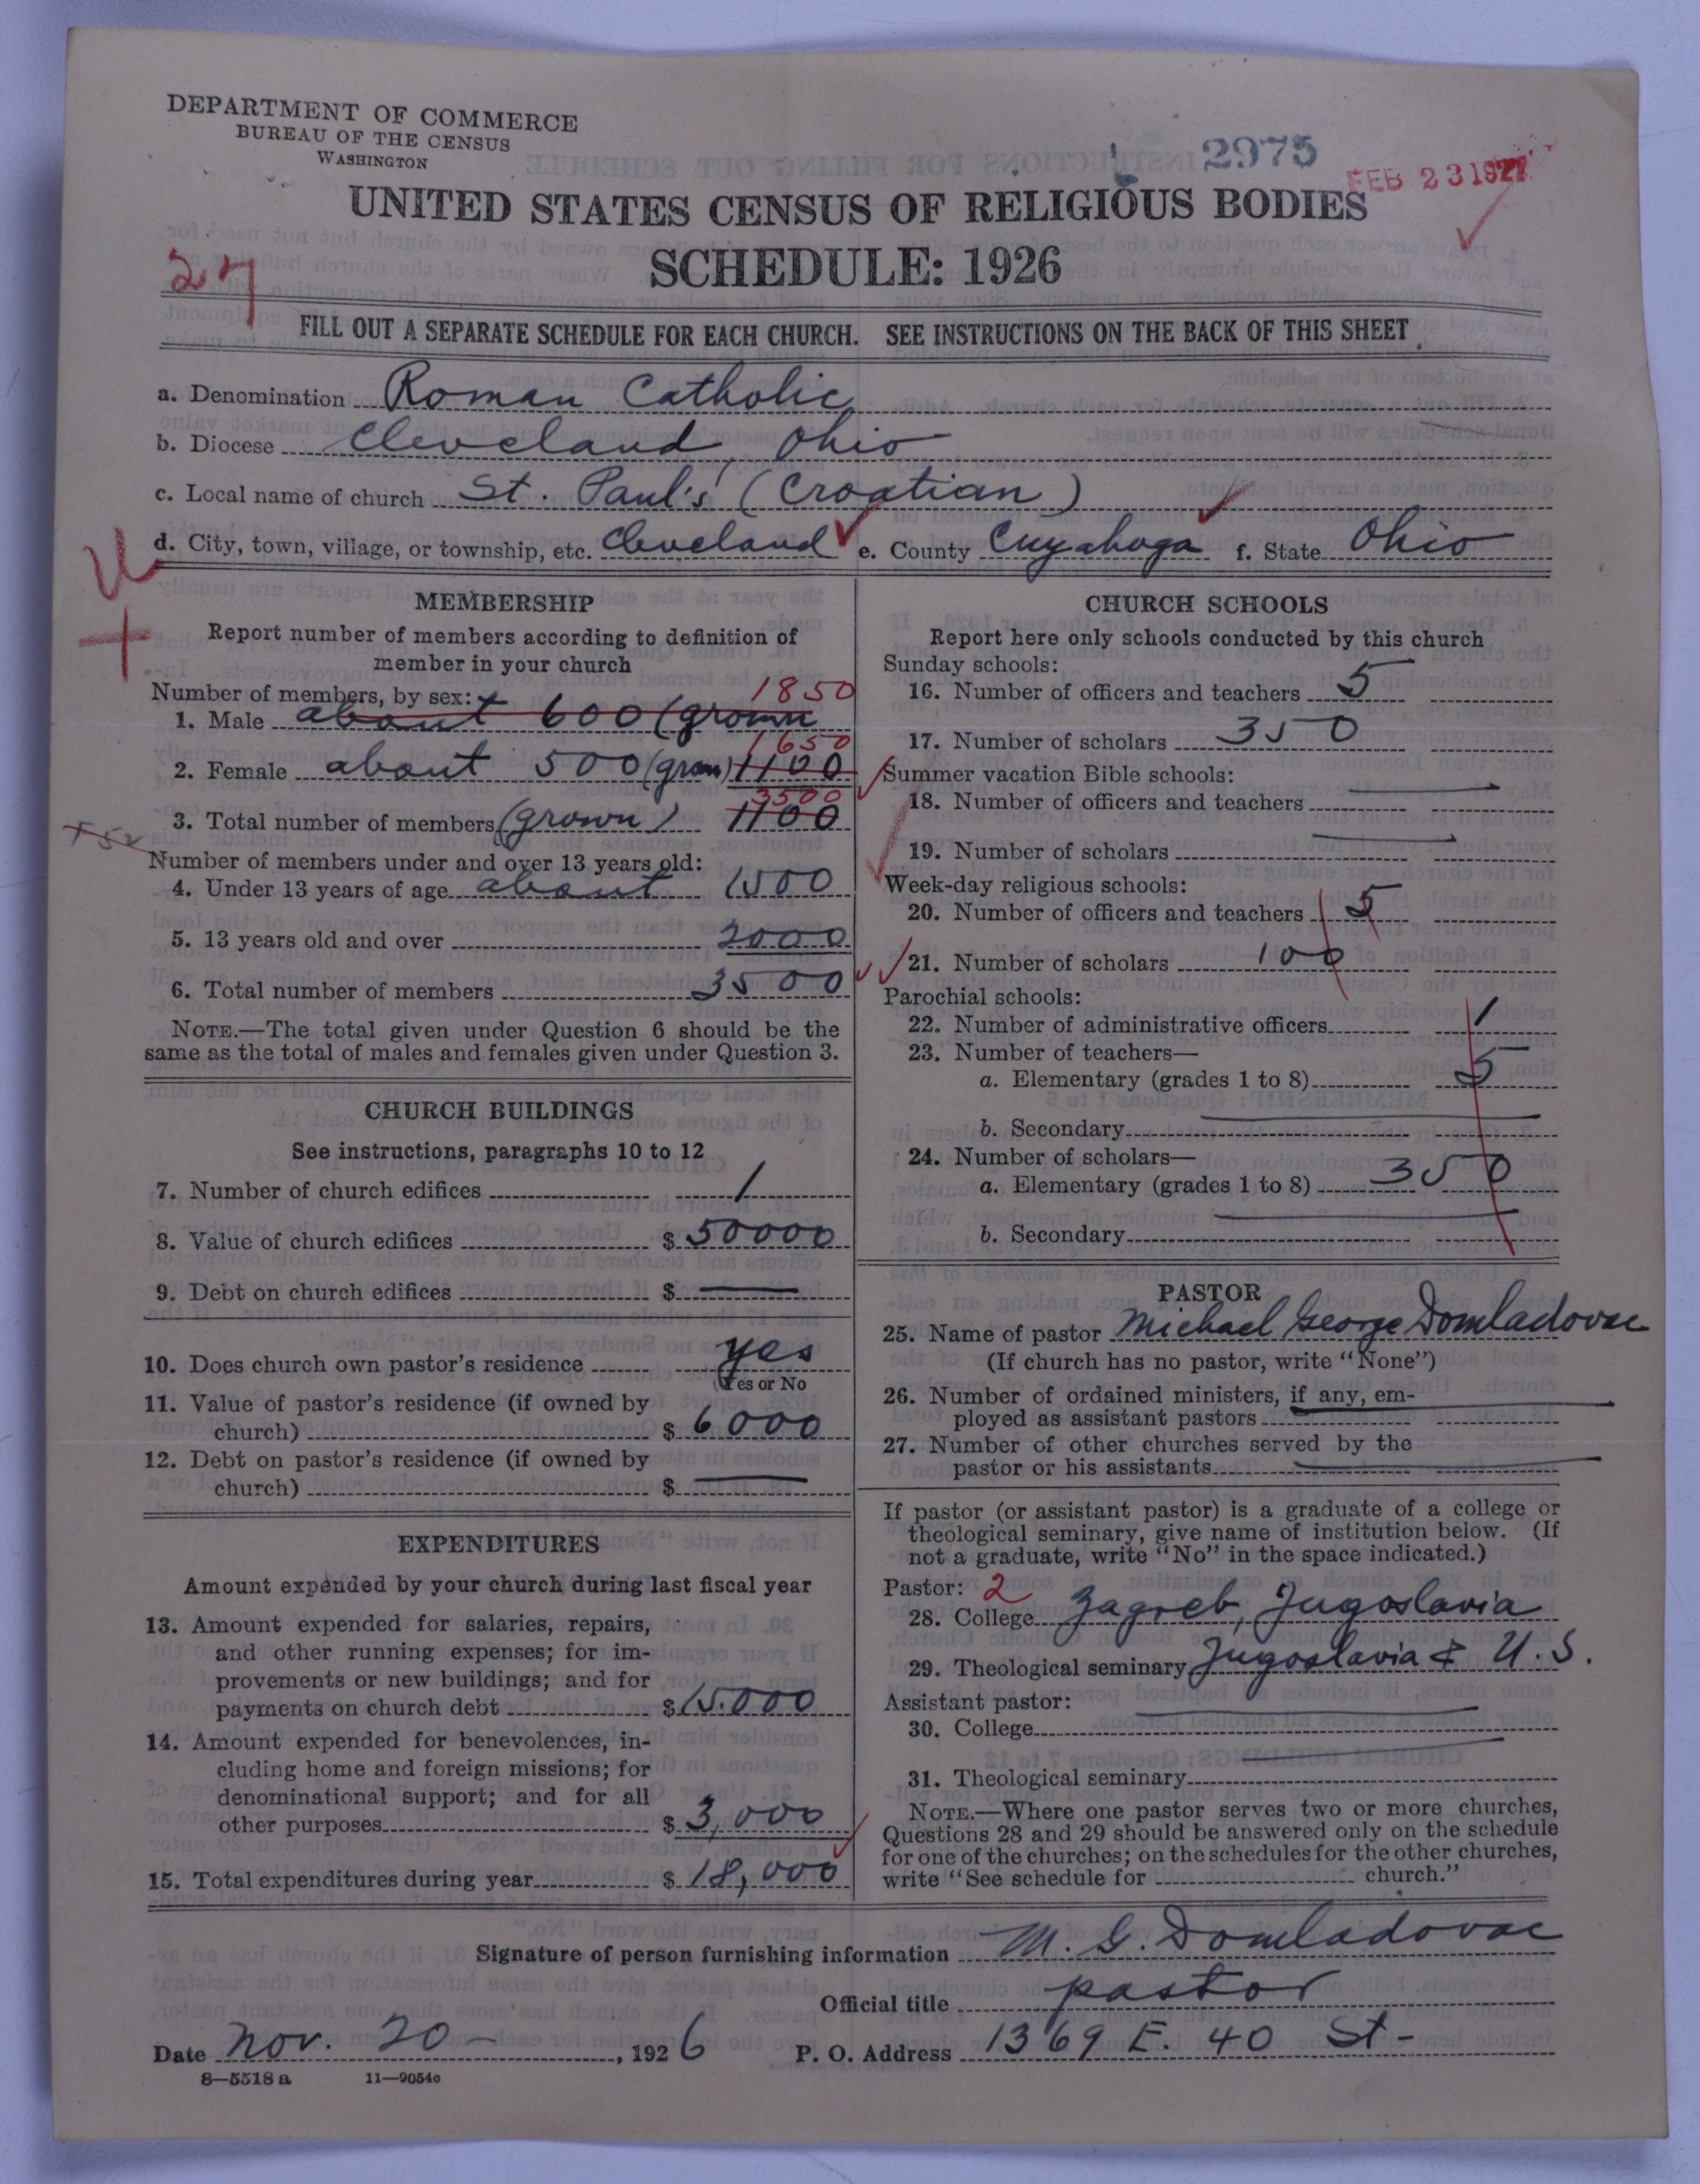 DEPARTMENT OF COMMERCE
BUREAU OF THE CENSUS
WASHINGTON
2975
FEB 23 1927
UNITED STATES CENSUS OF RELIGIOUS BODIES
SCHEDULE: 1926
27
FILL OUT A SEPARATE SCHEDULE FOR EACH CHURCH. SEE INSTRUCTIONS ON THE BACK OF THIS SHEET
a. Denomination Roman Catholic
b. Diocese Cleveland, Ohio
c. Local name of church St. Paul's (Croatian)
d. City, town, village, or township, etc. Cleveland e. County Cuyahoga f. State Ohio
MEMBERSHIP
Report number of members according to definition of
member in your church
Number of members, by sex: 1850
1. Male about 600 (grown
1650
2. Female about 500 (grown) 1100
3500
3. Total number of members (grown) 1100
Number of members under and over 13 years old:
4. Under 13 years of age about 1500
5. 13 years old and over 2000
6. Total number of members 3500
NOTE.—The total given under Question 6 should be the
same as the total of males and females given under Question 3.
CHURCH BUILDINGS
See instructions, paragraphs 10 to 12
7. Number of church edifices 1
8. Value of church edifices $ 50000
9. Debt on church edifices $ —
10. Does church own pastor's residence yes
Yes or No
11. Value of pastor's residence (if owned by
church) $ 6000
12. Debt on pastor's residence (if owned by
church) $ —
EXPENDITURES
Amount expended by your church during last fiscal year
13. Amount expended for salaries, repairs,
and other running expenses; for im-
provements or new buildings; and for
payments on church debt $ 15.000
14. Amount expended for benevolences, in-
cluding home and foreign missions; for
denominational support; and for all
other purposes $ 3,000
15. Total expenditures during year $ 18,000
CHURCH SCHOOLS
Report here only schools conducted by this church
Sunday schools:
16. Number of officers and teachers 5
17. Number of scholars 350
Summer vacation Bible schools:
18. Number of officers and teachers —
19. Number of scholars —
Week-day religious schools:
20. Number of officers and teachers 5
21. Number of scholars 100
Parochial schools:
22. Number of administrative officers 1
23. Number of teachers—
a. Elementary (grades 1 to 8) 5
b. Secondary —
24. Number of scholars—
a. Elementary (grades 1 to 8) 350
b. Secondary —
PASTOR
25. Name of pastor Michael George Domladovac
(If church has no pastor, write "None")
26. Number of ordained ministers, if any, em-
ployed as assistant pastors —
27. Number of other churches served by the
pastor or his assistants —
If pastor (or assistant pastor) is a graduate of a college or
theological seminary, give name of institution below. (If
not a graduate, write "No" in the space indicated.)
Pastor: 2
28. College Zagreb, Jugoslavia
29. Theological seminary Jugoslavia & U.S.
Assistant pastor:
30. College —
31. Theological seminary —
NOTE.—Where one pastor serves two or more churches,
Questions 28 and 29 should be answered only on the schedule
for one of the churches; on the schedules for the other churches,
write "See schedule for church."
Signature of person furnishing information M. G. Domladovac
Official title pastor
Date Nov. 20 - , 1926 P. O. Address 1369 E. 40 St-
8—5518 a 11—9054c